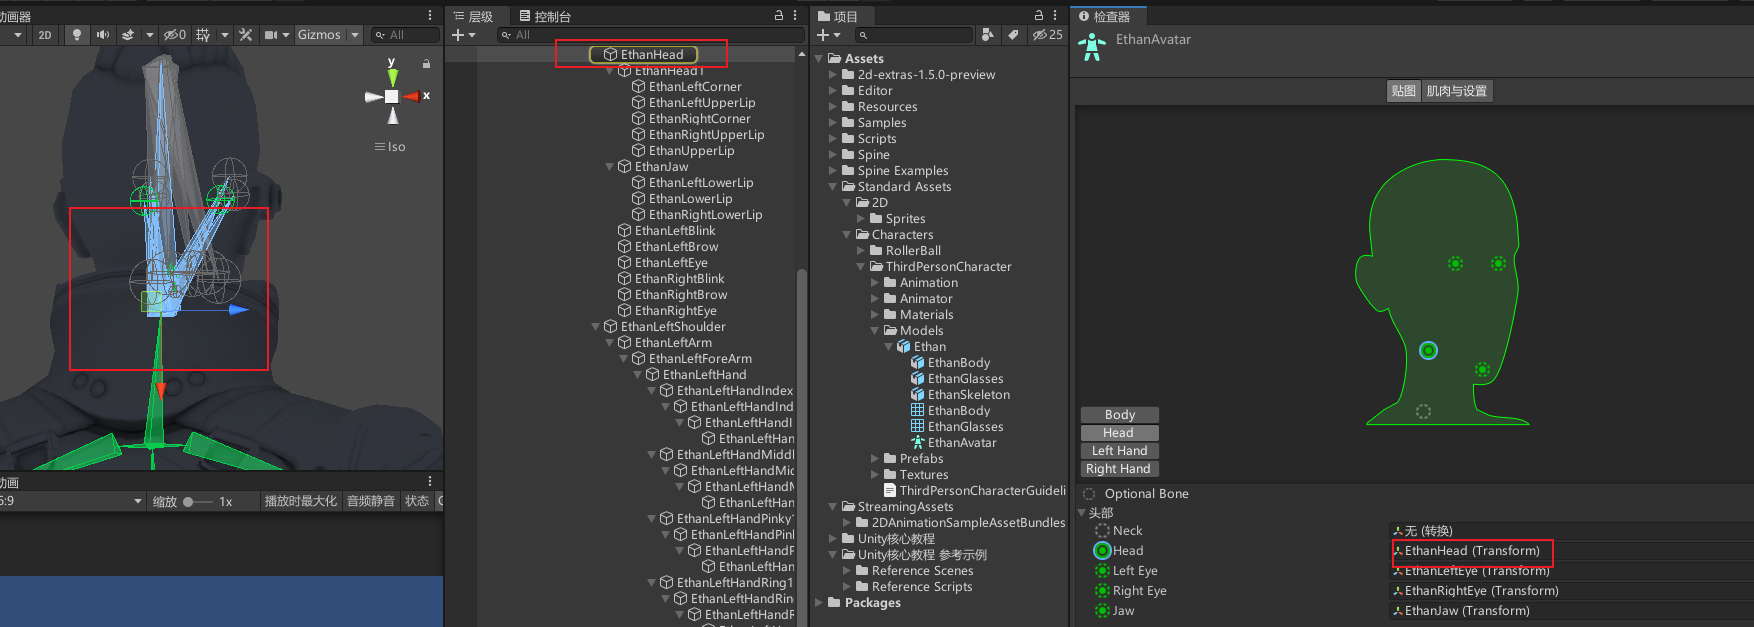 动画器
2D
0
Gizmos
All
y
x
Iso
动画
6:9
缩放
1x
播放时最大化
音频静音
状态
层级
控制台
All
EthanHead
EthanHead1
EthanLeftCorner
EthanLeftUpperLip
EthanRightCorner
EthanRightUpperLip
EthanUpperLip
EthanJaw
EthanLeftLowerLip
EthanLowerLip
EthanRightLowerLip
EthanLeftBlink
EthanLeftBrow
EthanLeftEye
EthanRightBlink
EthanRightBrow
EthanRightEye
EthanLeftShoulder
EthanLeftArm
EthanLeftForeArm
EthanLeftHand
EthanLeftHandIndex
EthanLeftHandInd
EthanLeftHandI
EthanLeftHan
EthanLeftHandMiddl
EthanLeftHandMic
EthanLeftHandM
EthanLeftHan
EthanLeftHandPinky1
EthanLeftHandPinl
EthanLeftHandP
EthanLeftHan
EthanLeftHandRing1
EthanLeftHandRin
EthanLeftHandR
项目
25
Assets
2d-extras-1.5.0-preview
Editor
Resources
Samples
Scripts
Spine
Spine Examples
Standard Assets
2D
Sprites
Characters
RollerBall
ThirdPersonCharacter
Animation
Animator
Materials
Models
Ethan
EthanBody
EthanGlasses
EthanSkeleton
EthanBody
EthanGlasses
EthanAvatar
Prefabs
Textures
ThirdPersonCharacterGuideli
StreamingAssets
2DAnimationSampleAssetBundles
Unity核心教程
Unity核心教程 参考示例
Reference Scenes
Reference Scripts
Packages
检查器
EthanAvatar
贴图
肌肉与设置
Body
Head
Left Hand
Right Hand
Optional Bone
头部
Neck
无 (转换)
Head
EthanHead (Transform)
Left Eye
EthanLeftEye (Transform)
Right Eye
EthanRightEye (Transform)
Jaw
EthanJaw (Transform)